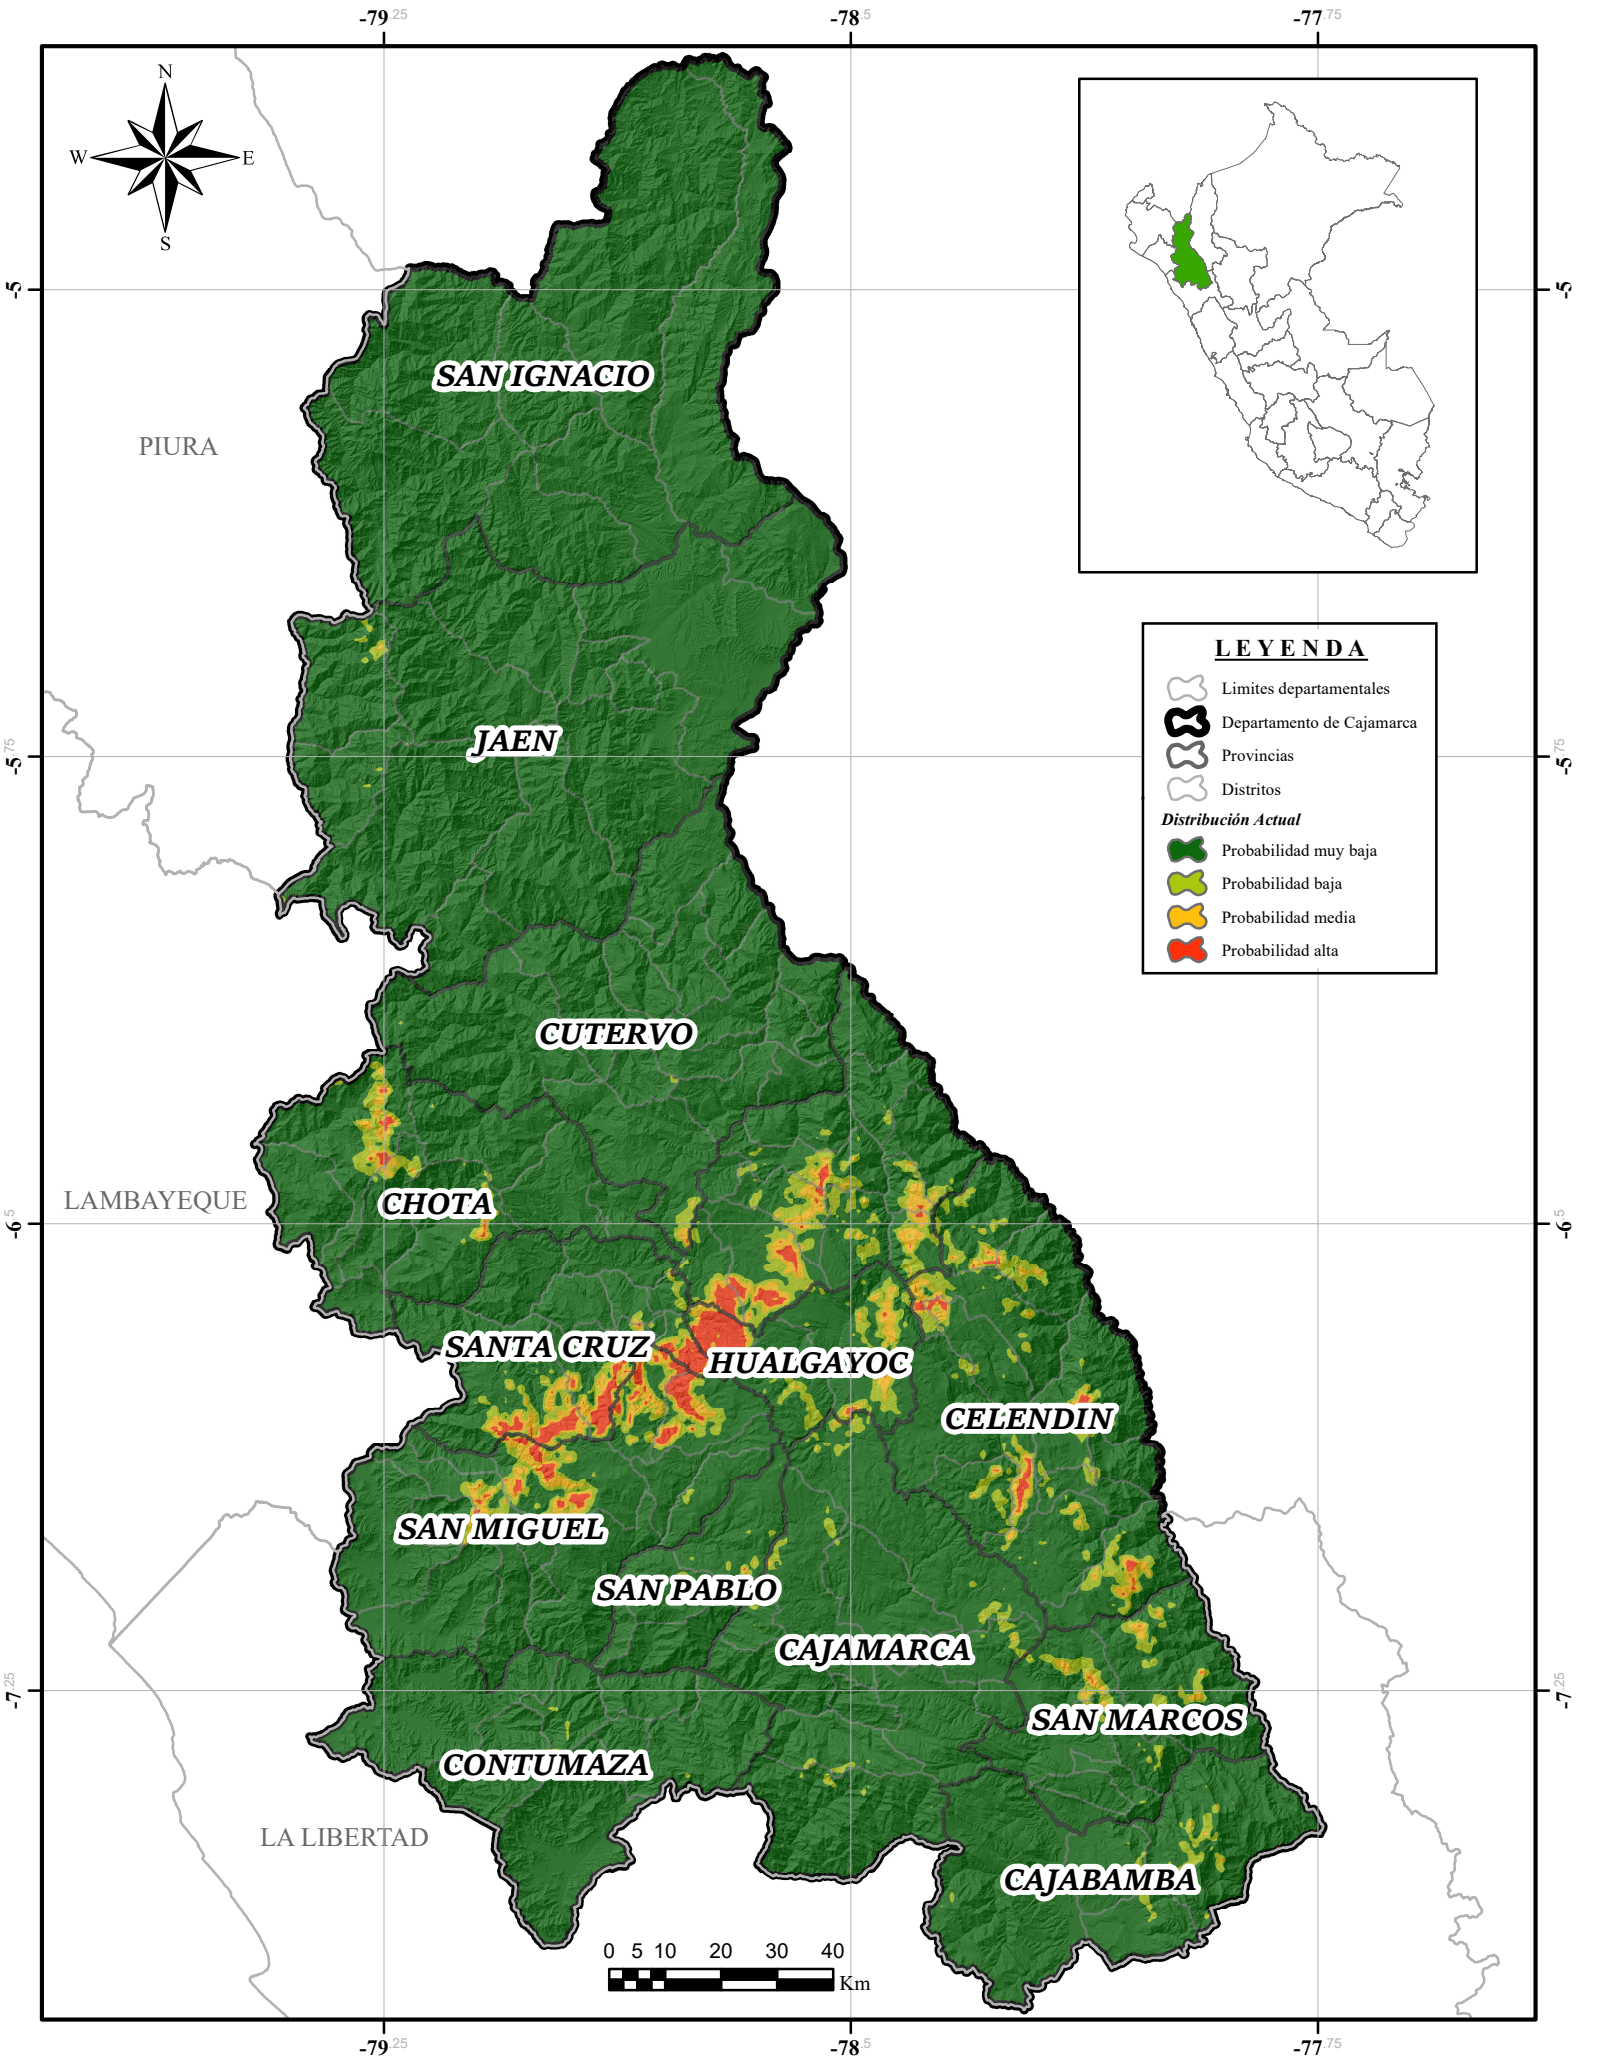 -79.25
-78.5
-77.75
N
W
E
S
-5
-5
SAN IGNACIO
PIURA
LEYENDA
Limites departamentales
Departamento de Cajamarca
Provincias
Distritos
Distribución Actual
Probabilidad muy baja
Probabilidad baja
Probabilidad media
Probabilidad alta
JAEN
-5.75
-5.75
CUTERVO
LAMBAYEQUE
CHOTA
-6.5
-6.5
SANTA CRUZ
HUALGAYOC
CELENDIN
SAN MIGUEL
SAN PABLO
CAJAMARCA
-7.25
-7.25
SAN MARCOS
CONTUMAZA
LA LIBERTAD
CAJABAMBA
0 5 10 20 30 40
Km
-79.25
-78.5
-77.75